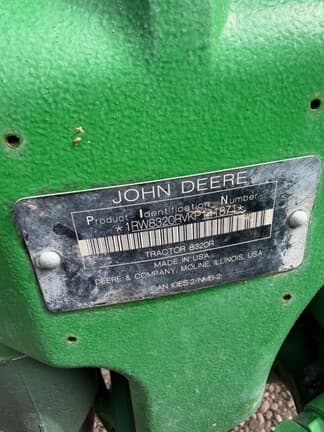 JOHN DEERE
Product Identification Number
TRACTOR 8320R
MADE IN USA
DEERE & COMPANY, MOLINE, ILLINOIS, USA
CAN ICES-2/NMB-2